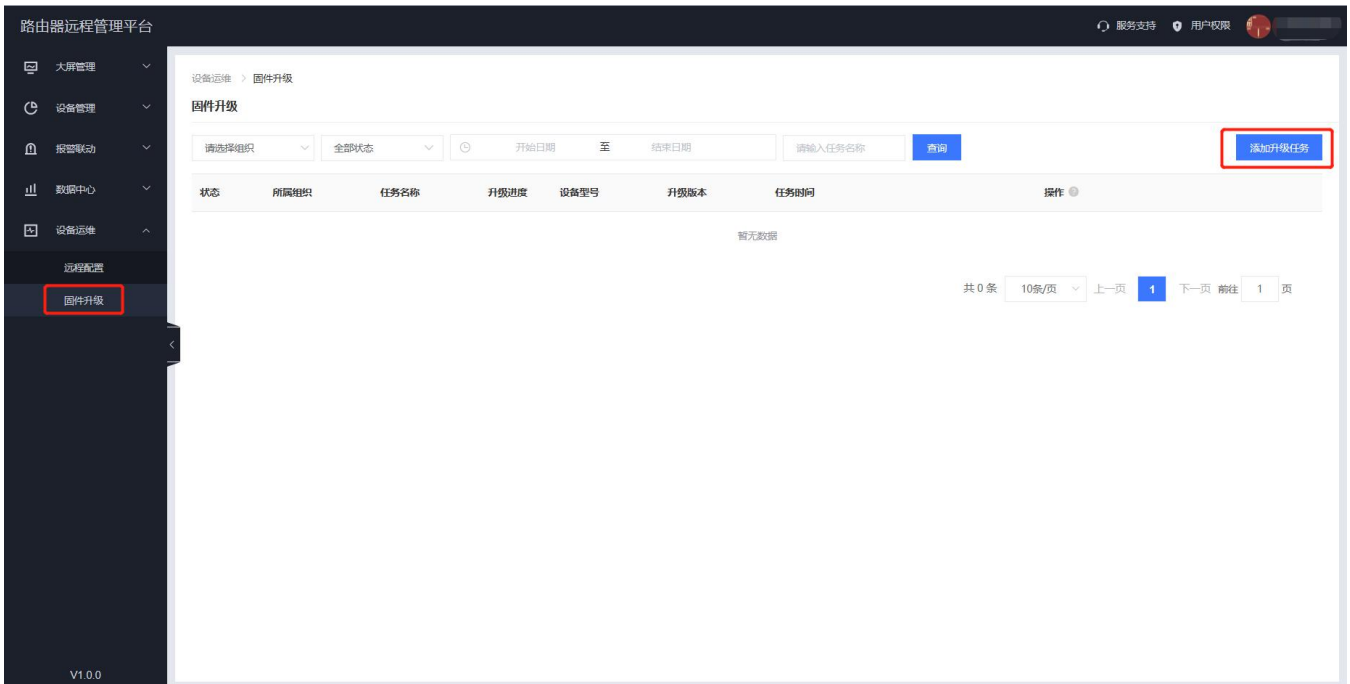 路由器远程管理平台
服务支持 用户权限
大屏管理
设备管理
报警联动
数据中心
设备运维
远程配置
固件升级
V1.0.0
设备运维 > 固件升级
固件升级
请选择组织 全部状态 开始日期 至 结束日期 请输入任务名称 查询 添加升级任务
状态 所属组织 任务名称 升级进度 设备型号 升级版本 任务时间 操作
暂无数据
共 0 条 10条/页 上一页 1 下一页 前往 1 页